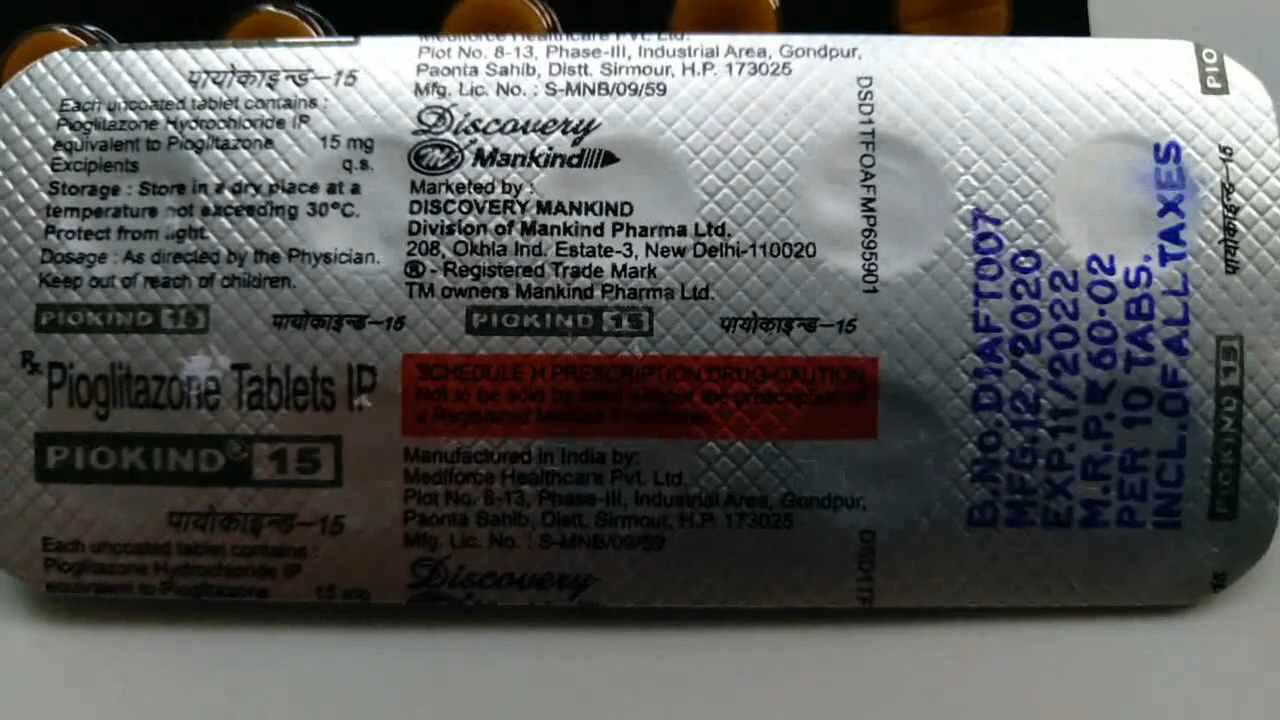 पायोकाइन्ड-15
Each uncoated tablet contains :
Pioglitazone Hydrochloride IP
equivalent to Pioglitazone 15 mg
Excipients q.s.
Storage : Store in a dry place at a
temperature not exceeding 30°C.
Protect from light.
Dosage : As directed by the Physician.
Keep out of reach of children.
PIOKIND 15 पायोकाइन्ड-15
Rx
Pioglitazone Tablets IP
PIOKIND® 15
पायोकाइन्ड-15
Each uncoated tablet contains :
Pioglitazone Hydrochloride IP
equivalent to Pioglitazone 15 mg
Mediforce Healthcare Pvt. Ltd.
Plot No. 8-13, Phase-III, Industrial Area, Gondpur,
Paonta Sahib, Distt. Sirmour, H.P. 173025
Mfg. Lic. No. : S-MNB/09/59
Discovery
Mankind
Marketed by :
DISCOVERY MANKIND
Division of Mankind Pharma Ltd.
208, Okhla Ind. Estate-3, New Delhi-110020
® - Registered Trade Mark
TM owners Mankind Pharma Ltd.
PIOKIND 15 पायोकाइन्ड-15
SCHEDULE H PRESCRIPTION DRUG-CAUTION
Not to be sold by retail without the prescription of
a Registered Medical Practitioner.
Manufactured in India by:
Mediforce Healthcare Pvt. Ltd.
Plot No. 8-13, Phase-III, Industrial Area, Gondpur,
Paonta Sahib, Distt. Sirmour, H.P. 173025
Mfg. Lic. No. : S-MNB/09/59
Discovery
DSD1TFOAFMP695901
DSD1TF
B.No.D1AFT007
MFG.12/2020
EXP.11/2022
M.R.P.₹60-02
PER 10 TABS.
INCL.OF ALL TAXES
PIO
पायोकाइन्ड-15
PIOKIND 15